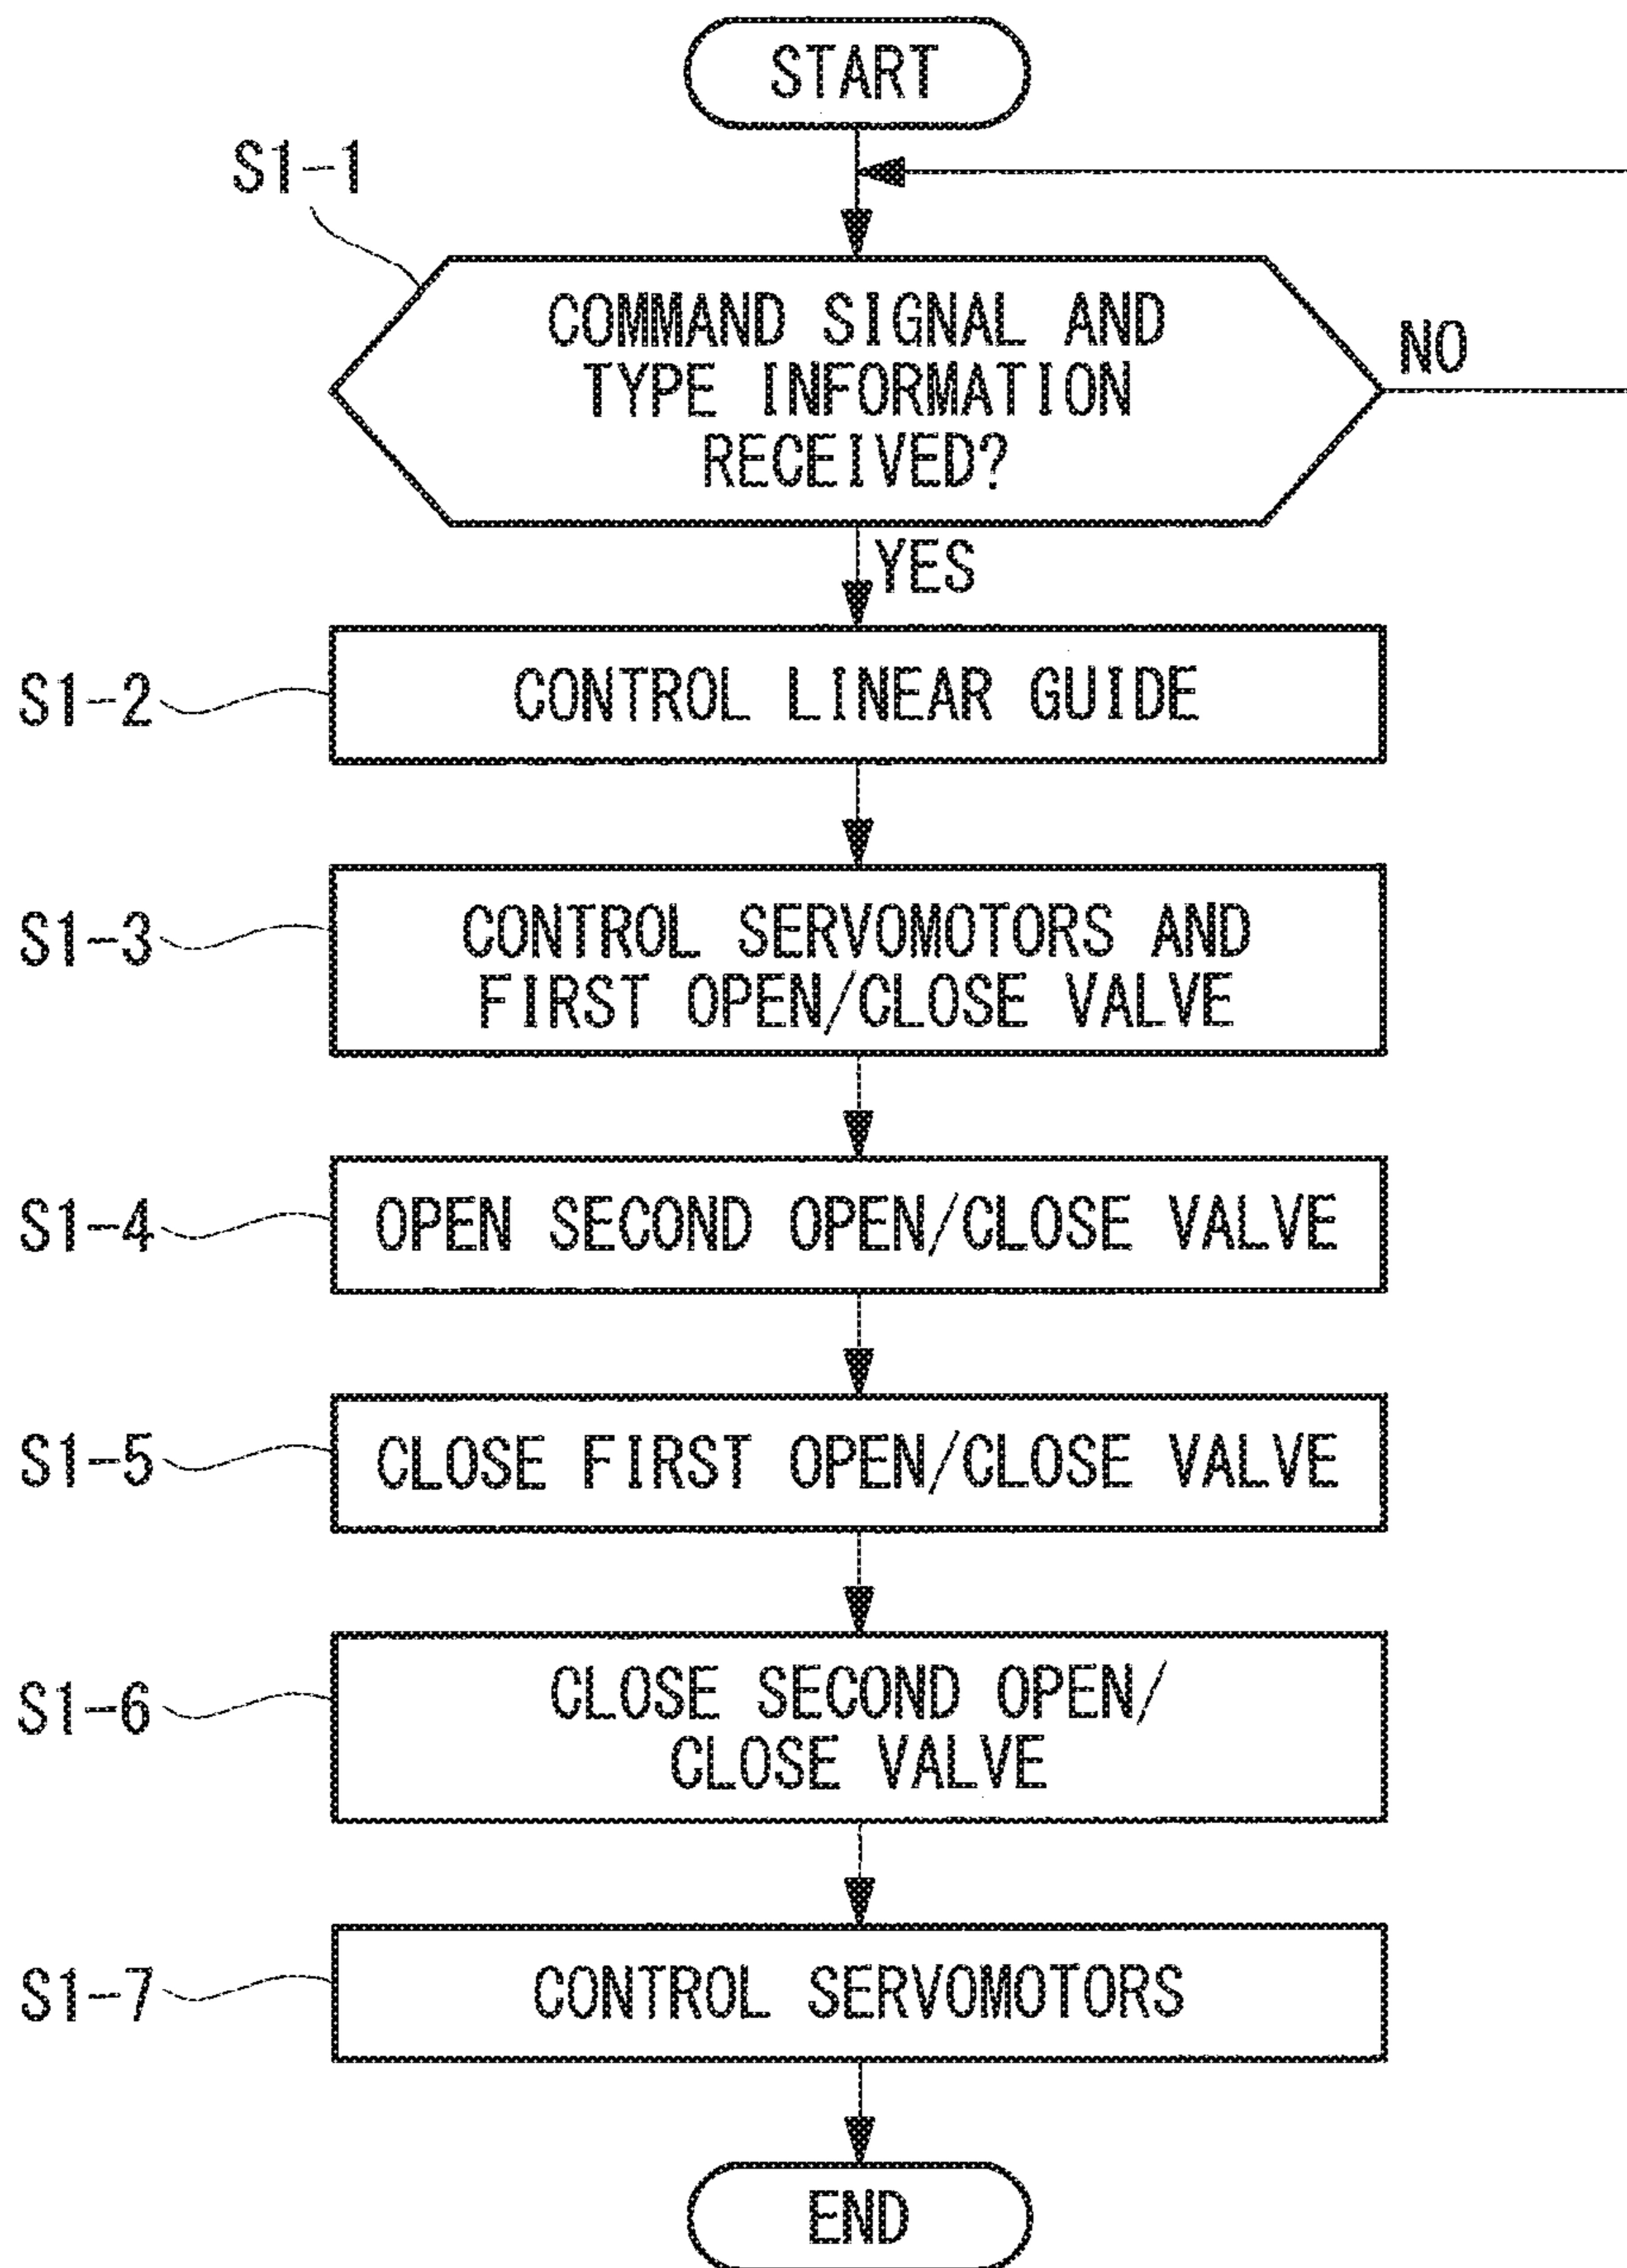 START
S1-1
COMMAND SIGNAL AND
TYPE INFORMATION
RECEIVED?
NO
YES
S1-2
CONTROL LINEAR GUIDE
S1-3
CONTROL SERVOMOTORS AND
FIRST OPEN/CLOSE VALVE
S1-4
OPEN SECOND OPEN/CLOSE VALVE
S1-5
CLOSE FIRST OPEN/CLOSE VALVE
S1-6
CLOSE SECOND OPEN/
CLOSE VALVE
S1-7
CONTROL SERVOMOTORS
END